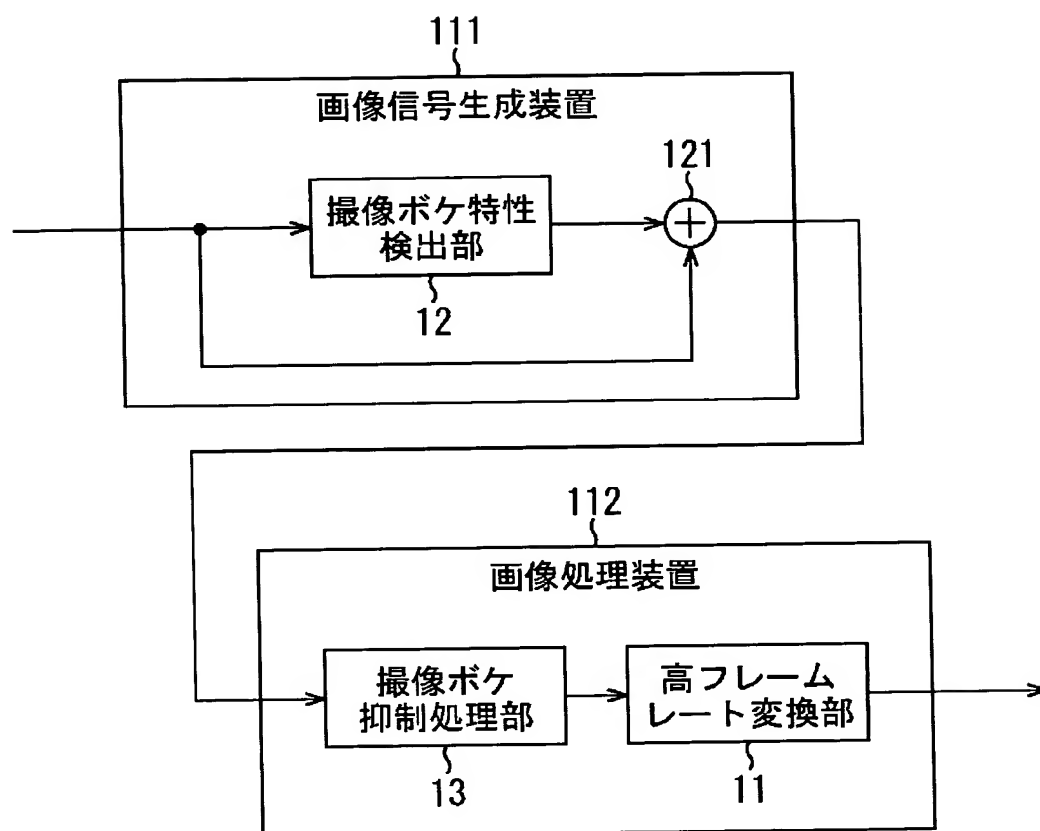 111
画像信号生成装置
121
撮像ボケ特性
検出部
12
112
画像処理装置
撮像ボケ
抑制処理部
13
高フレーム
レート変換部
11